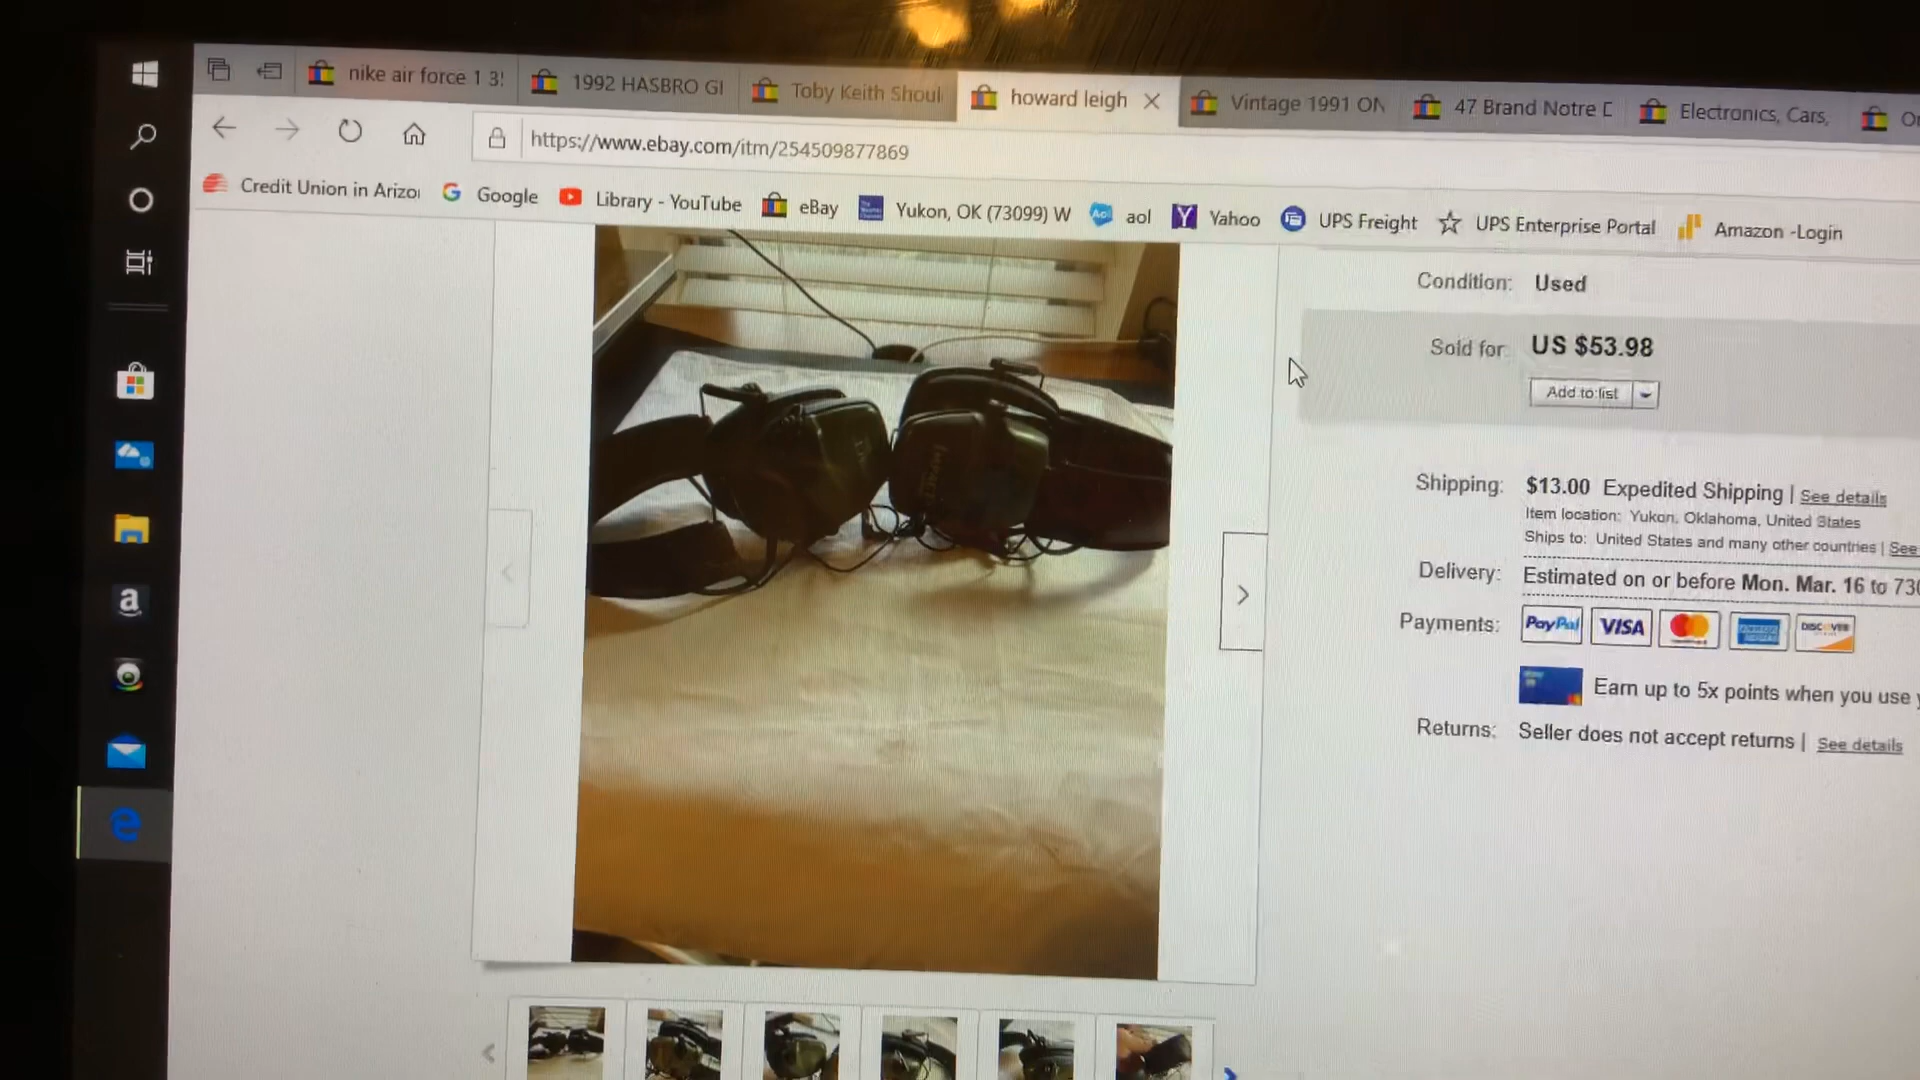 nike air force 1 3!
1992 HASBRO GI
Toby Keith Shoul
howard leigh
Vintage 1991 ON
47 Brand Notre D
Electronics, Cars,
https://www.ebay.com/itm/254509877869
Credit Union in Arizo
Google
Library - YouTube
eBay
Yukon, OK (73099) W
aol
Yahoo
UPS Freight
UPS Enterprise Portal
Amazon -Login
Condition: Used
Sold for: US $53.98
Add to list
Shipping: $13.00 Expedited Shipping | See details
Item location: Yukon, Oklahoma, United States
Ships to: United States and many other countries | See
Delivery: Estimated on or before Mon. Mar. 16 to 730
Payments: PayPal VISA DISCOVER
Earn up to 5x points when you use y
Returns: Seller does not accept returns | See details